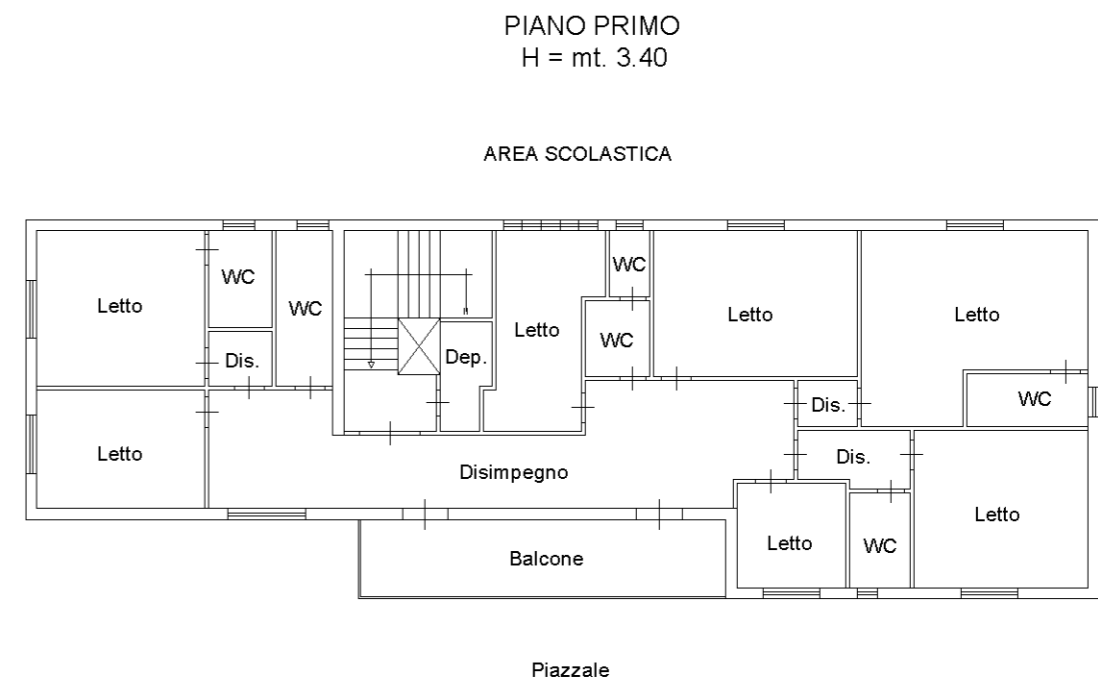 PIANO PRIMO
H = mt. 3.40
AREA SCOLASTICA
WC
WC
WC
Letto
Letto
Letto
Letto
Dis.
Dep.
WC
Dis.
WC
Letto
Disimpegno
Dis.
Letto
Letto
WC
Balcone
Piazzale